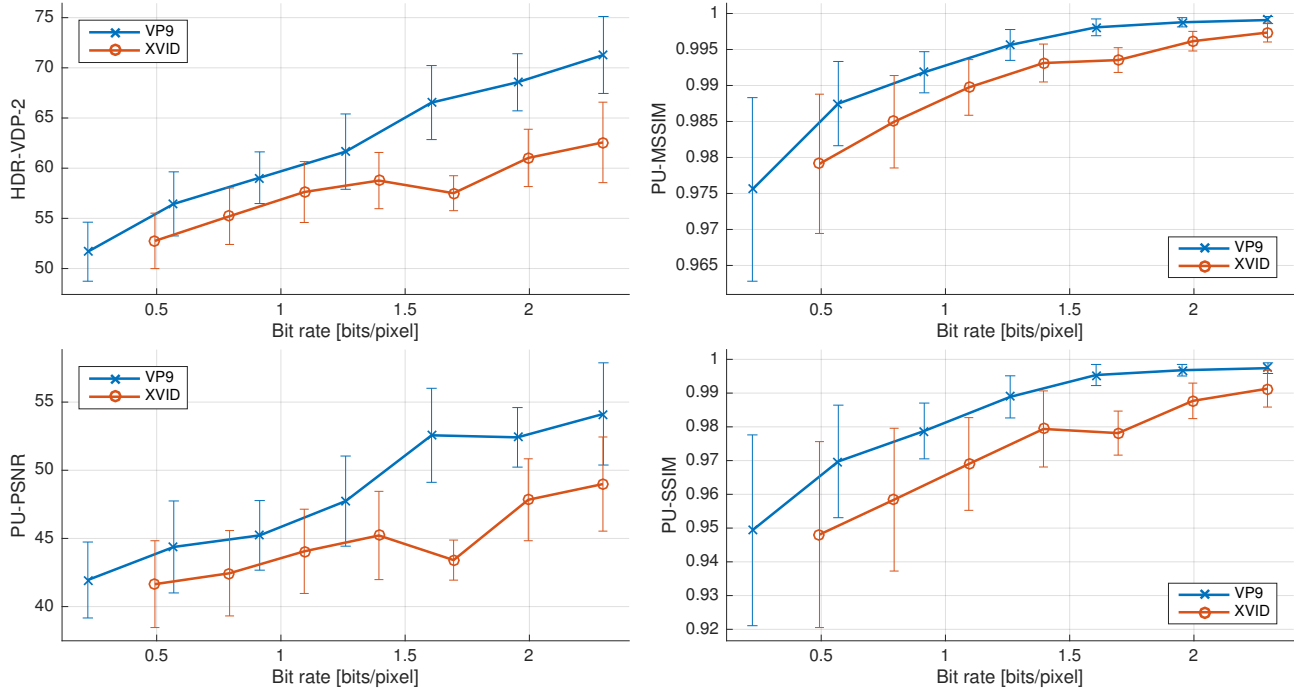 75
70
65
60
55
50
HDR-VDP-2
VP9
XVID
0.5
1
1.5
2
Bit rate [bits/pixel]
1
0.995
0.99
0.985
0.98
0.975
0.97
0.965
PU-MSSIM
VP9
XVID
0.5
1
1.5
2
Bit rate [bits/pixel]
55
50
45
40
PU-PSNR
VP9
XVID
0.5
1
1.5
2
Bit rate [bits/pixel]
1
0.99
0.98
0.97
0.96
0.95
0.94
0.93
0.92
PU-SSIM
VP9
XVID
0.5
1
1.5
2
Bit rate [bits/pixel]